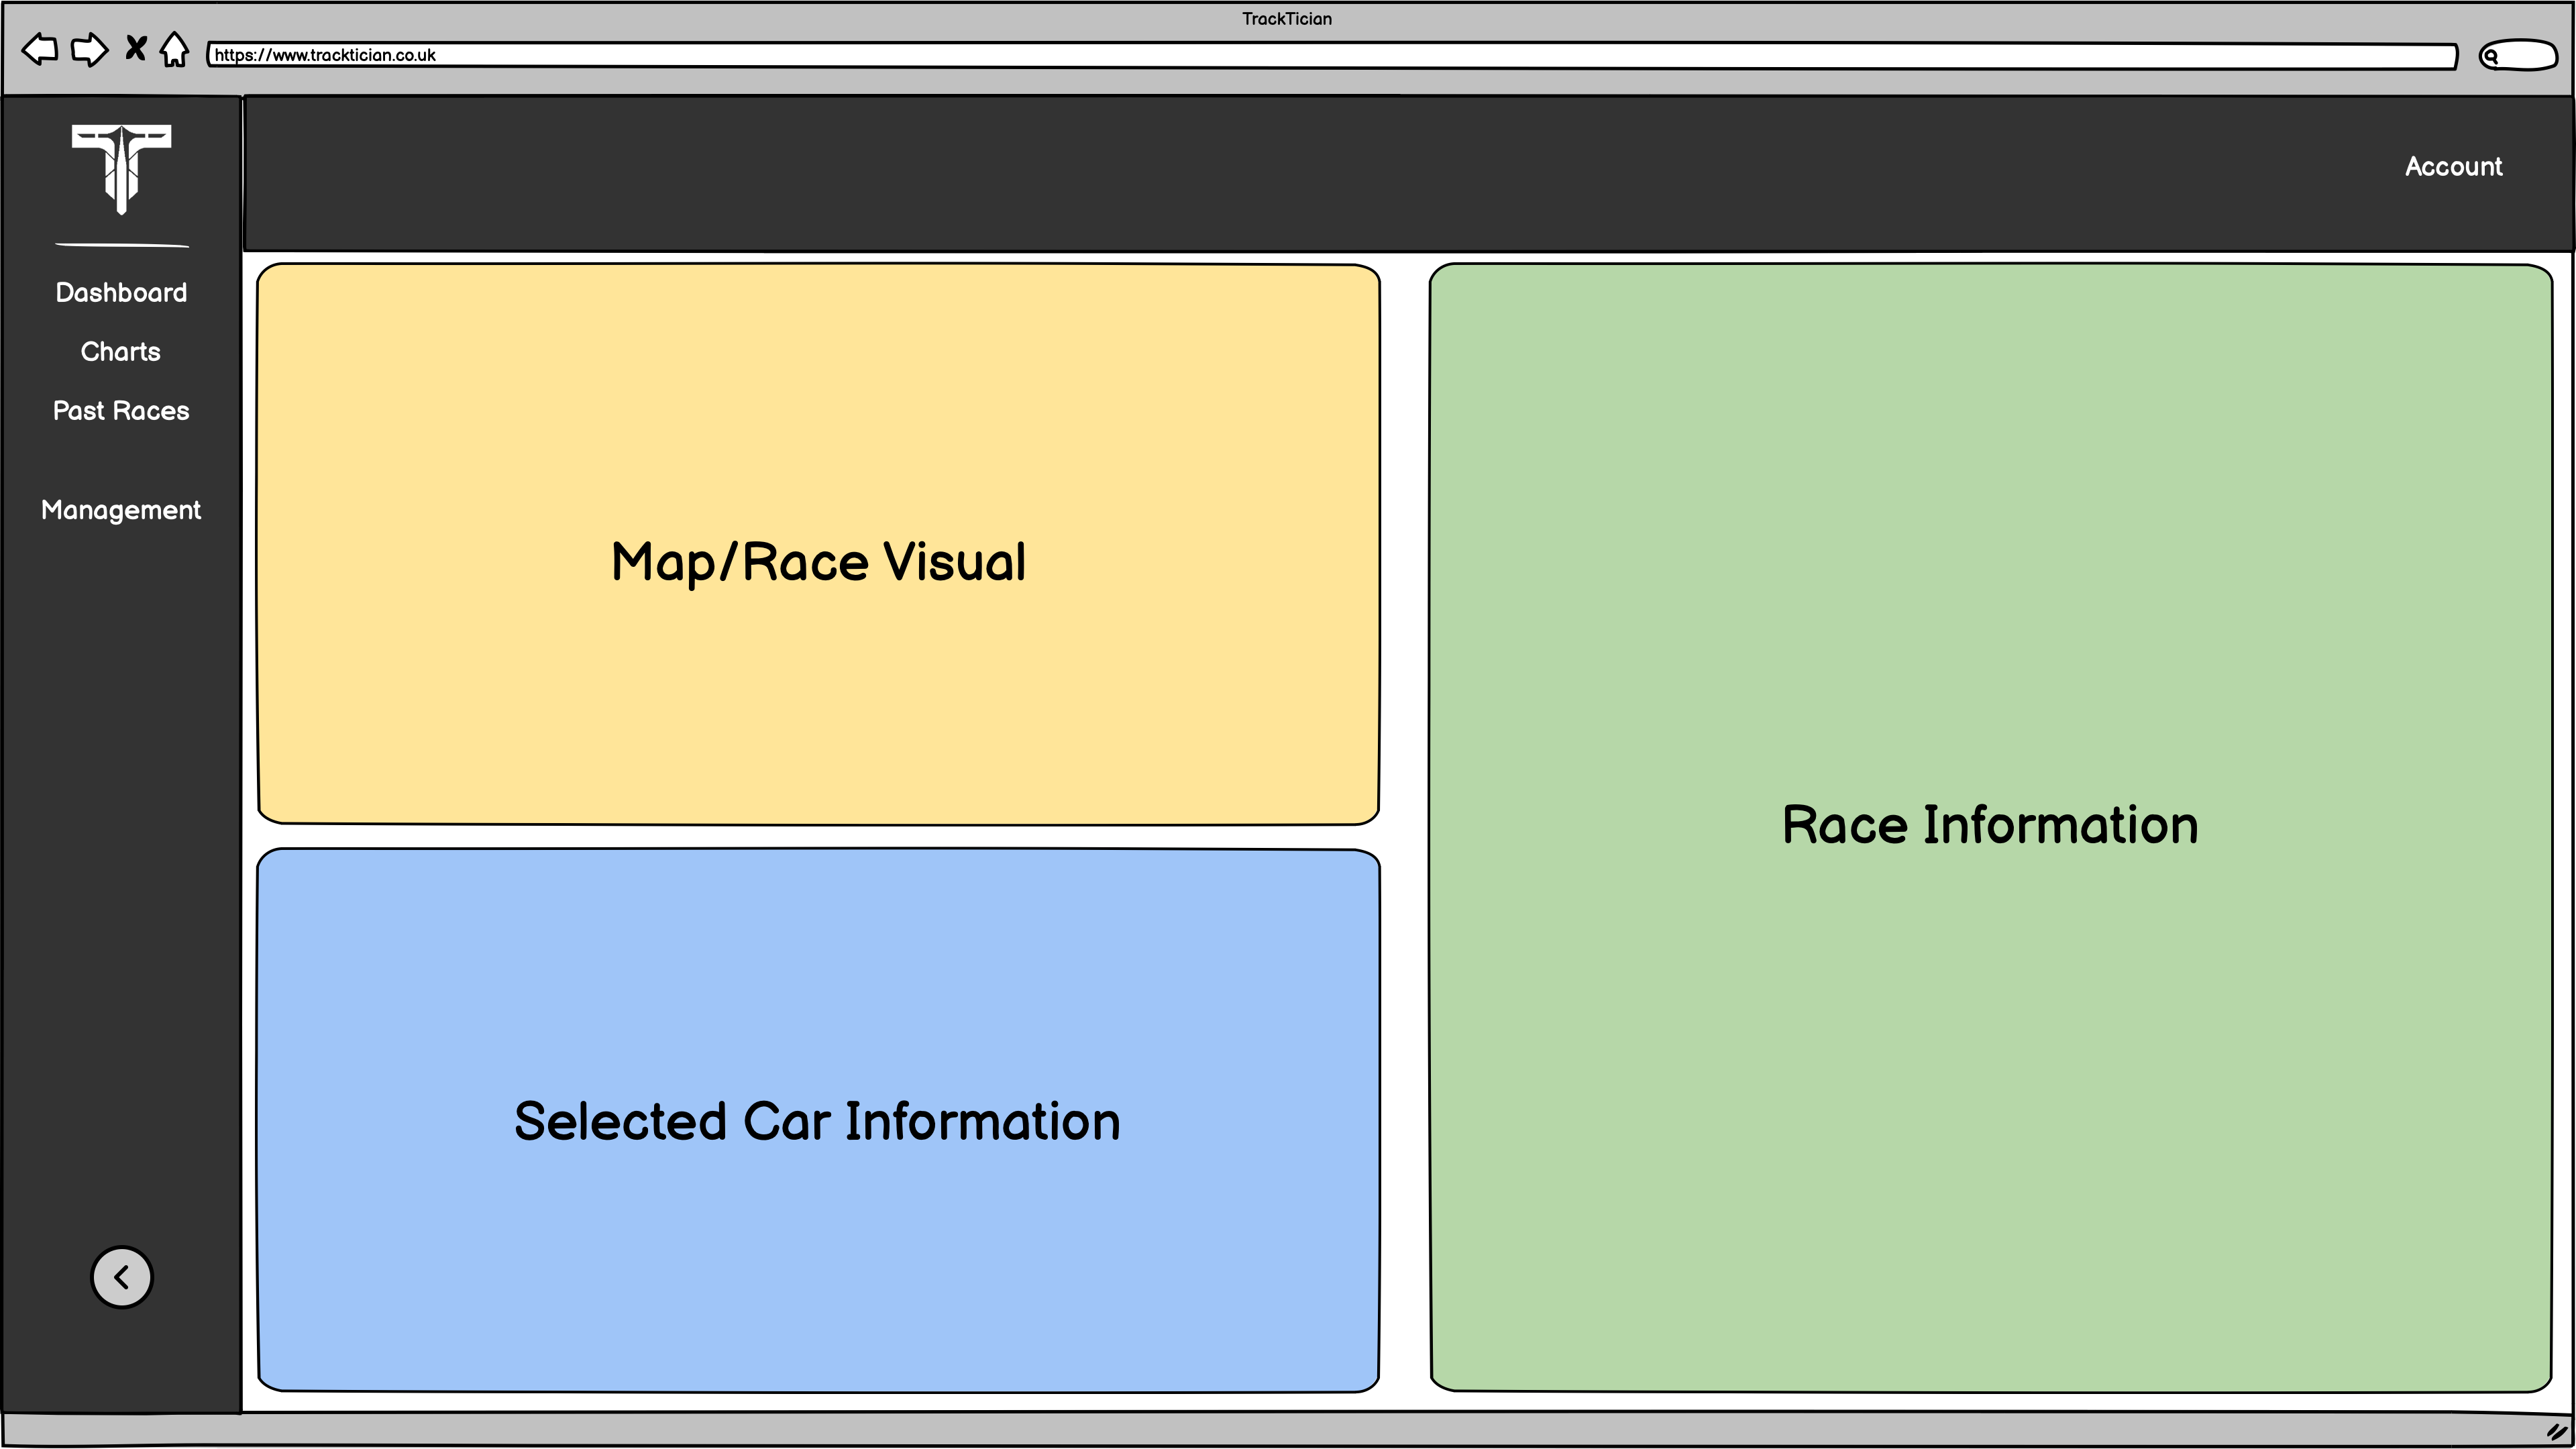 TrackTician
https://www.tracktician.co.uk
Account
Dashboard
Charts
Past Races
Management
Map/Race Visual
Race Information
Selected Car Information